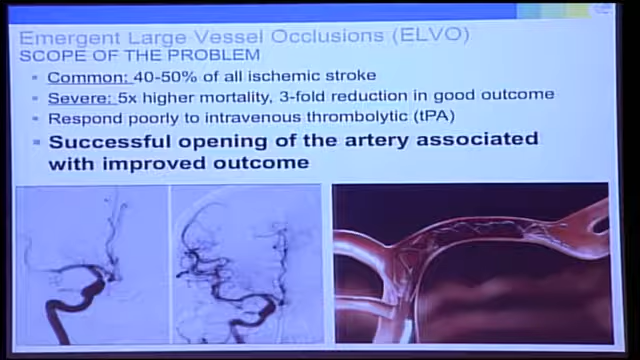 Emergent Large Vessel Occlusions (ELVO)
SCOPE OF THE PROBLEM
Common: 40-50% of all ischemic stroke
Severe: 5x higher mortality, 3-fold reduction in good outcome
Respond poorly to intravenous thrombolytic (tPA)
Successful opening of the artery associated
with improved outcome